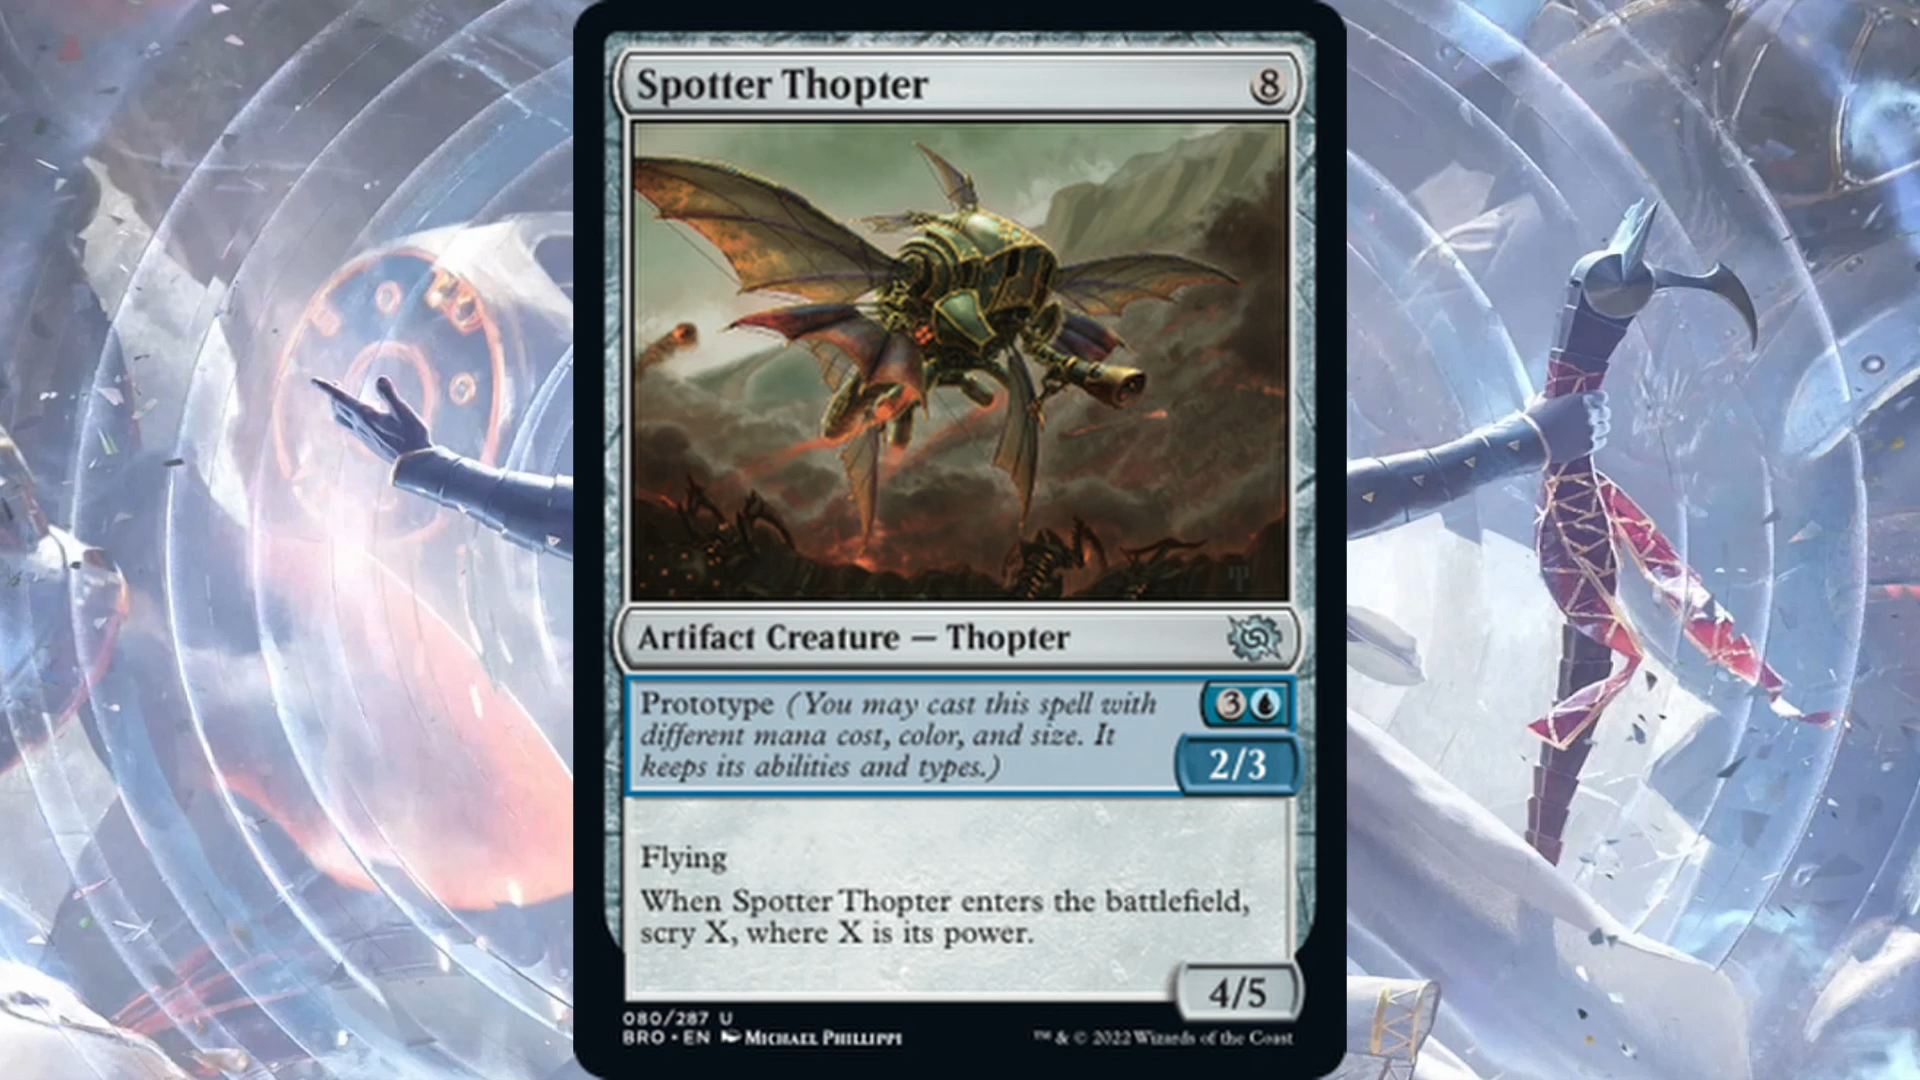 Spotter Thopter 8
Artifact Creature — Thopter
Prototype (You may cast this spell with 3
different mana cost, color, and size. It
keeps its abilities and types.) 2/3
Flying
When Spotter Thopter enters the battlefield,
scry X, where X is its power.
4/5
080/287 U
BRO • EN Michael Phillippi ™ & © 2022 Wizards of the Coast